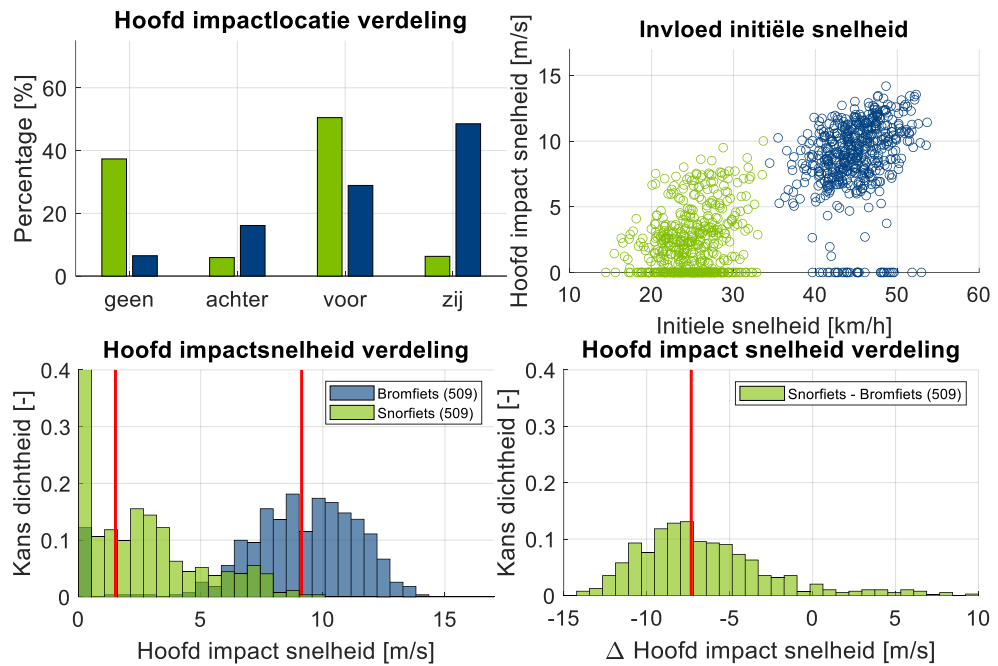 Hoofd impactlocatie verdeling
Percentage [%]
60
40
20
0
geen achter voor zij
Invloed initiële snelheid
Hoofd impact snelheid [m/s]
15
10
5
0
10 20 30 40 50 60
Initiele snelheid [km/h]
Hoofd impactsnelheid verdeling
Kans dichtheid [-]
0.4
0.3
0.2
0.1
0
Bromfiets (509)
Snorfiets (509)
0 5 10 15
Hoofd impact snelheid [m/s]
Hoofd impact snelheid verdeling
Kans dichtheid [-]
0.4
0.3
0.2
0.1
0
Snorfiets - Bromfiets (509)
-15 -10 -5 0 5 10
Δ Hoofd impact snelheid [m/s]